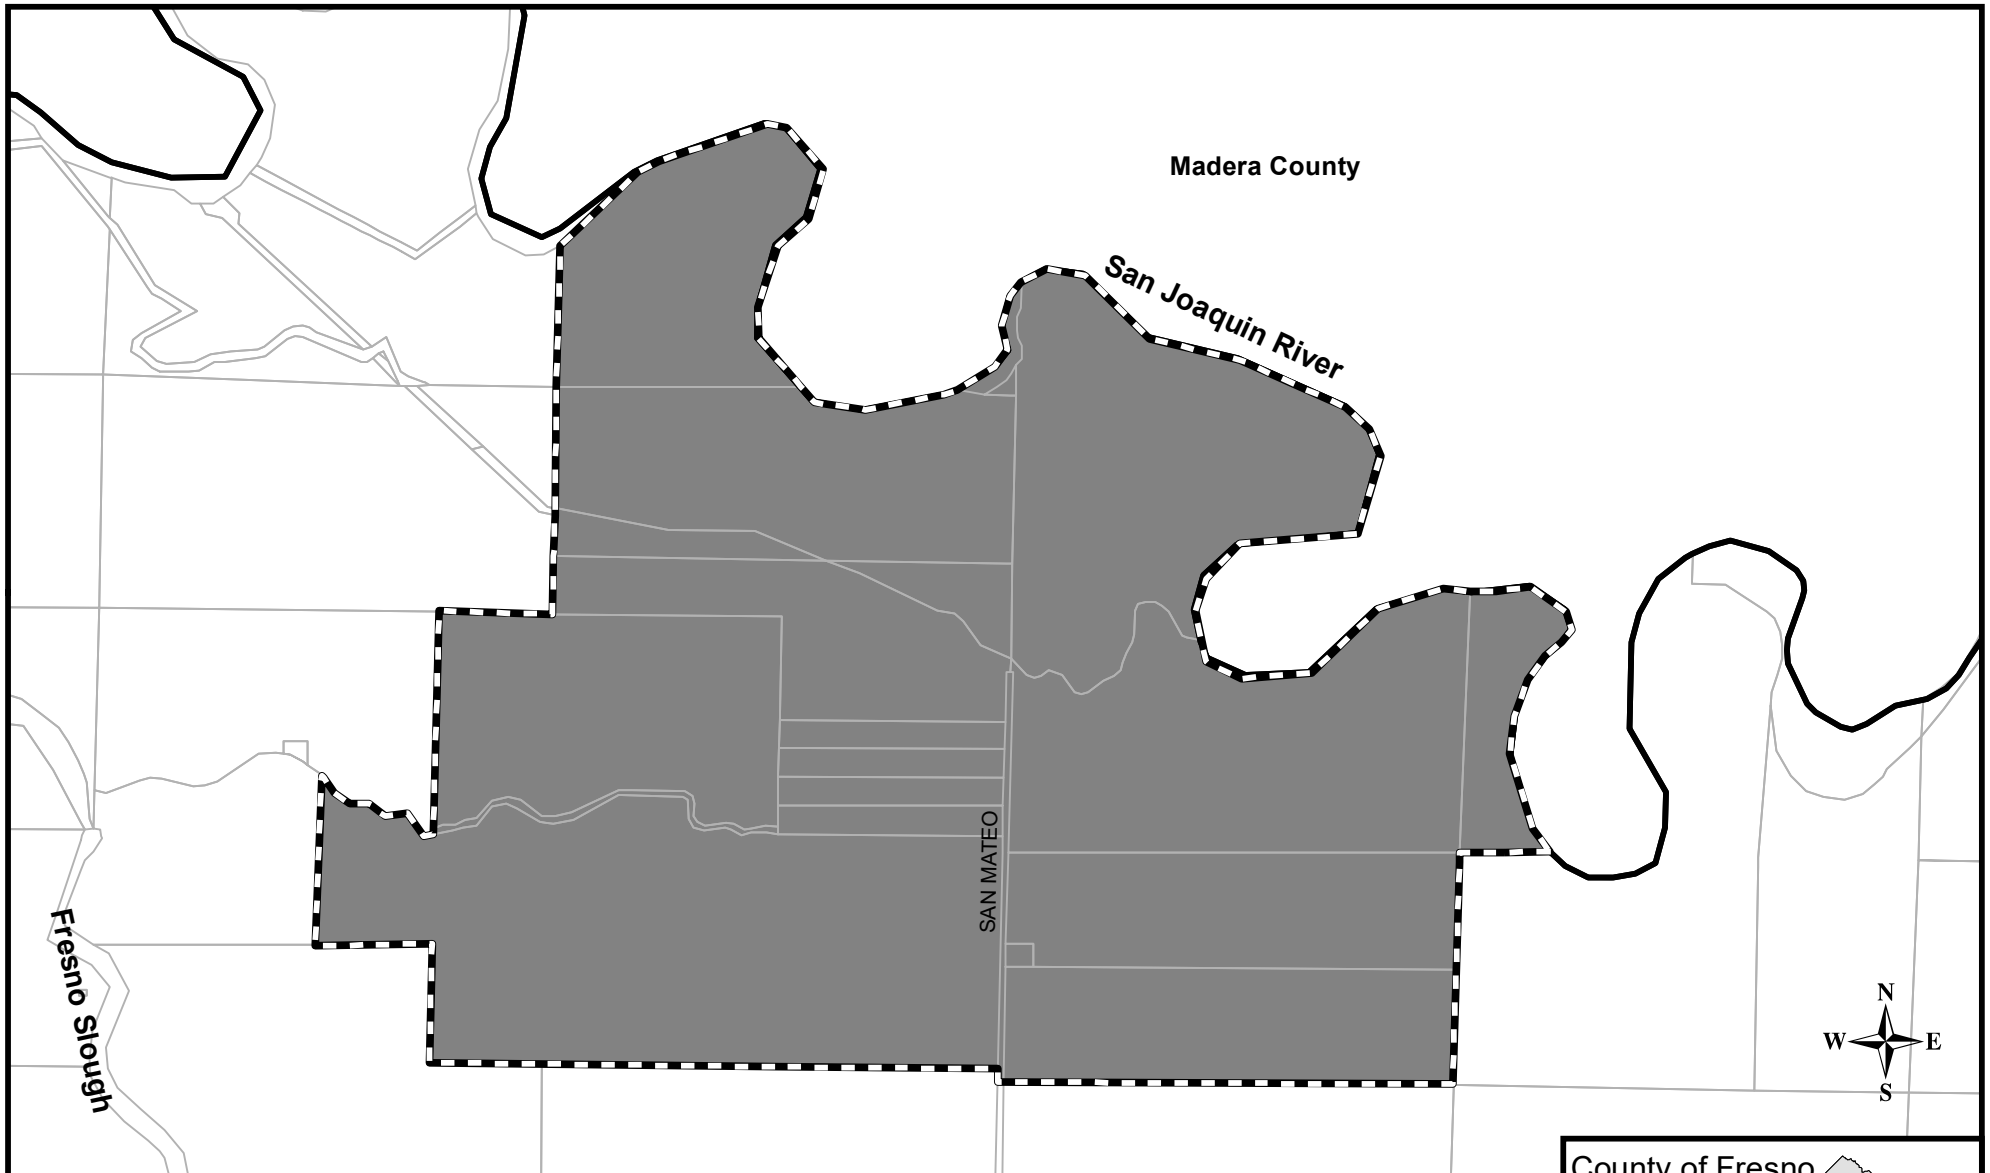 Madera County
San Joaquin River
SAN MATEO
Fresno Slough
N
W E
S
County of Fresno